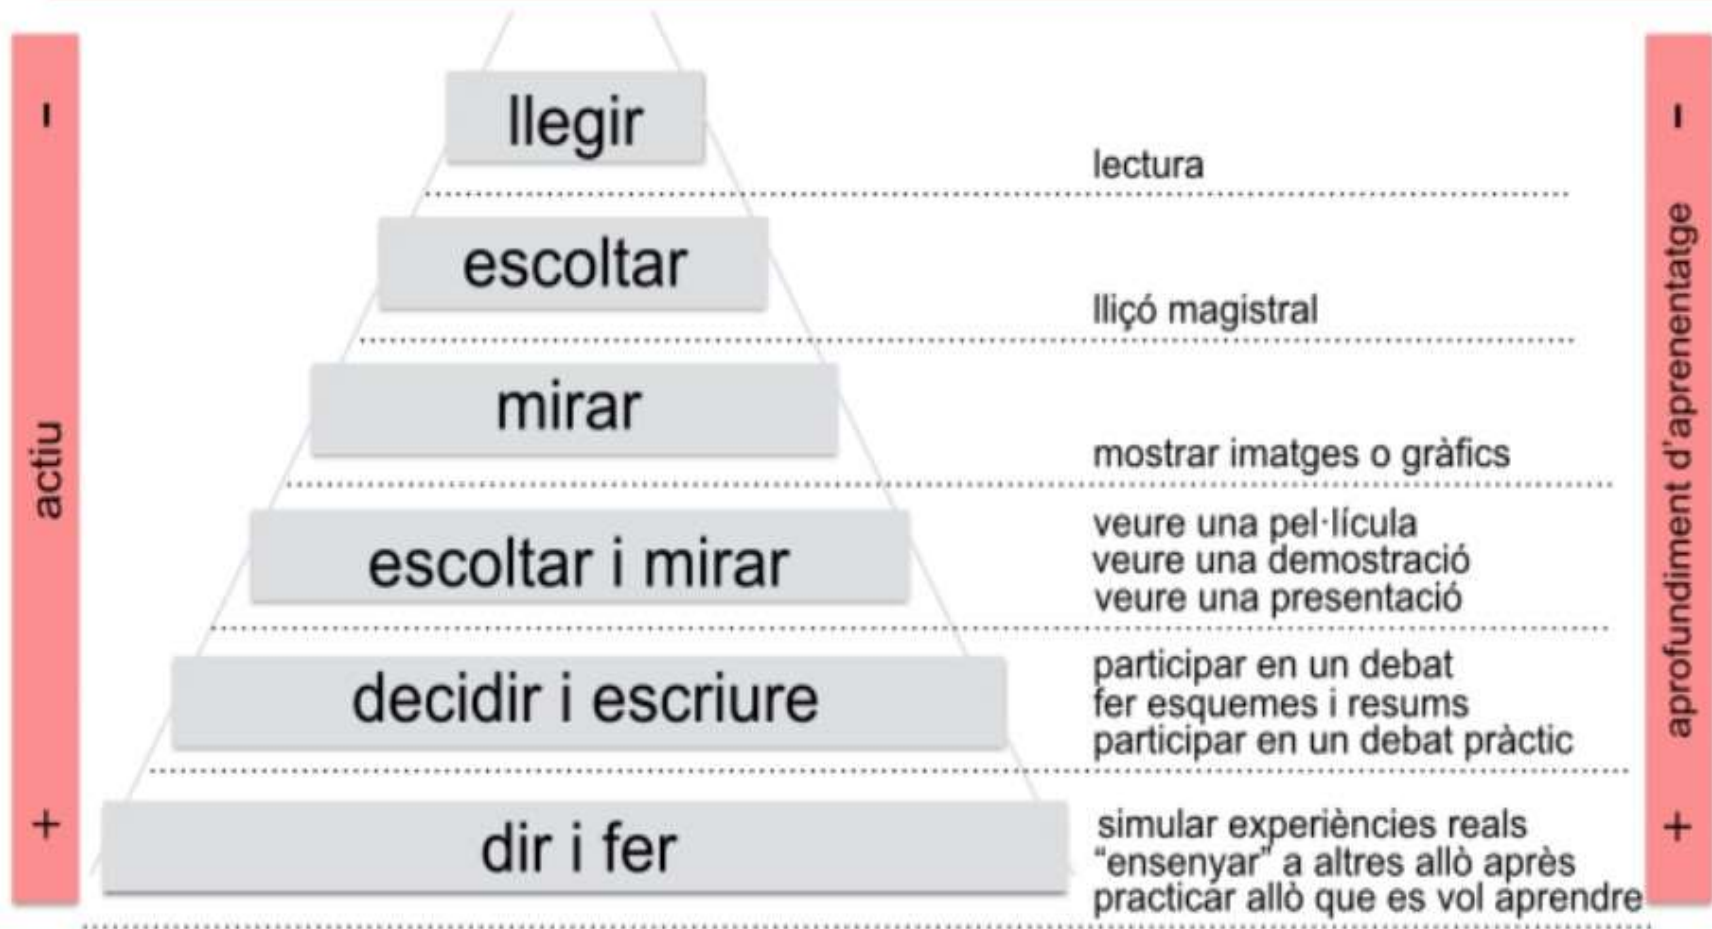 –
actiu
+
llegir
lectura
escoltar
lliçó magistral
mirar
mostrar imatges o gràfics
escoltar i mirar
veure una pel·lícula
veure una demostració
veure una presentació
decidir i escriure
participar en un debat
fer esquemes i resums
participar en un debat pràctic
dir i fer
simular experiències reals
“ensenyar” a altres allò après
practicar allò que es vol aprendre
–
aprofundiment d’aprenentatge
+